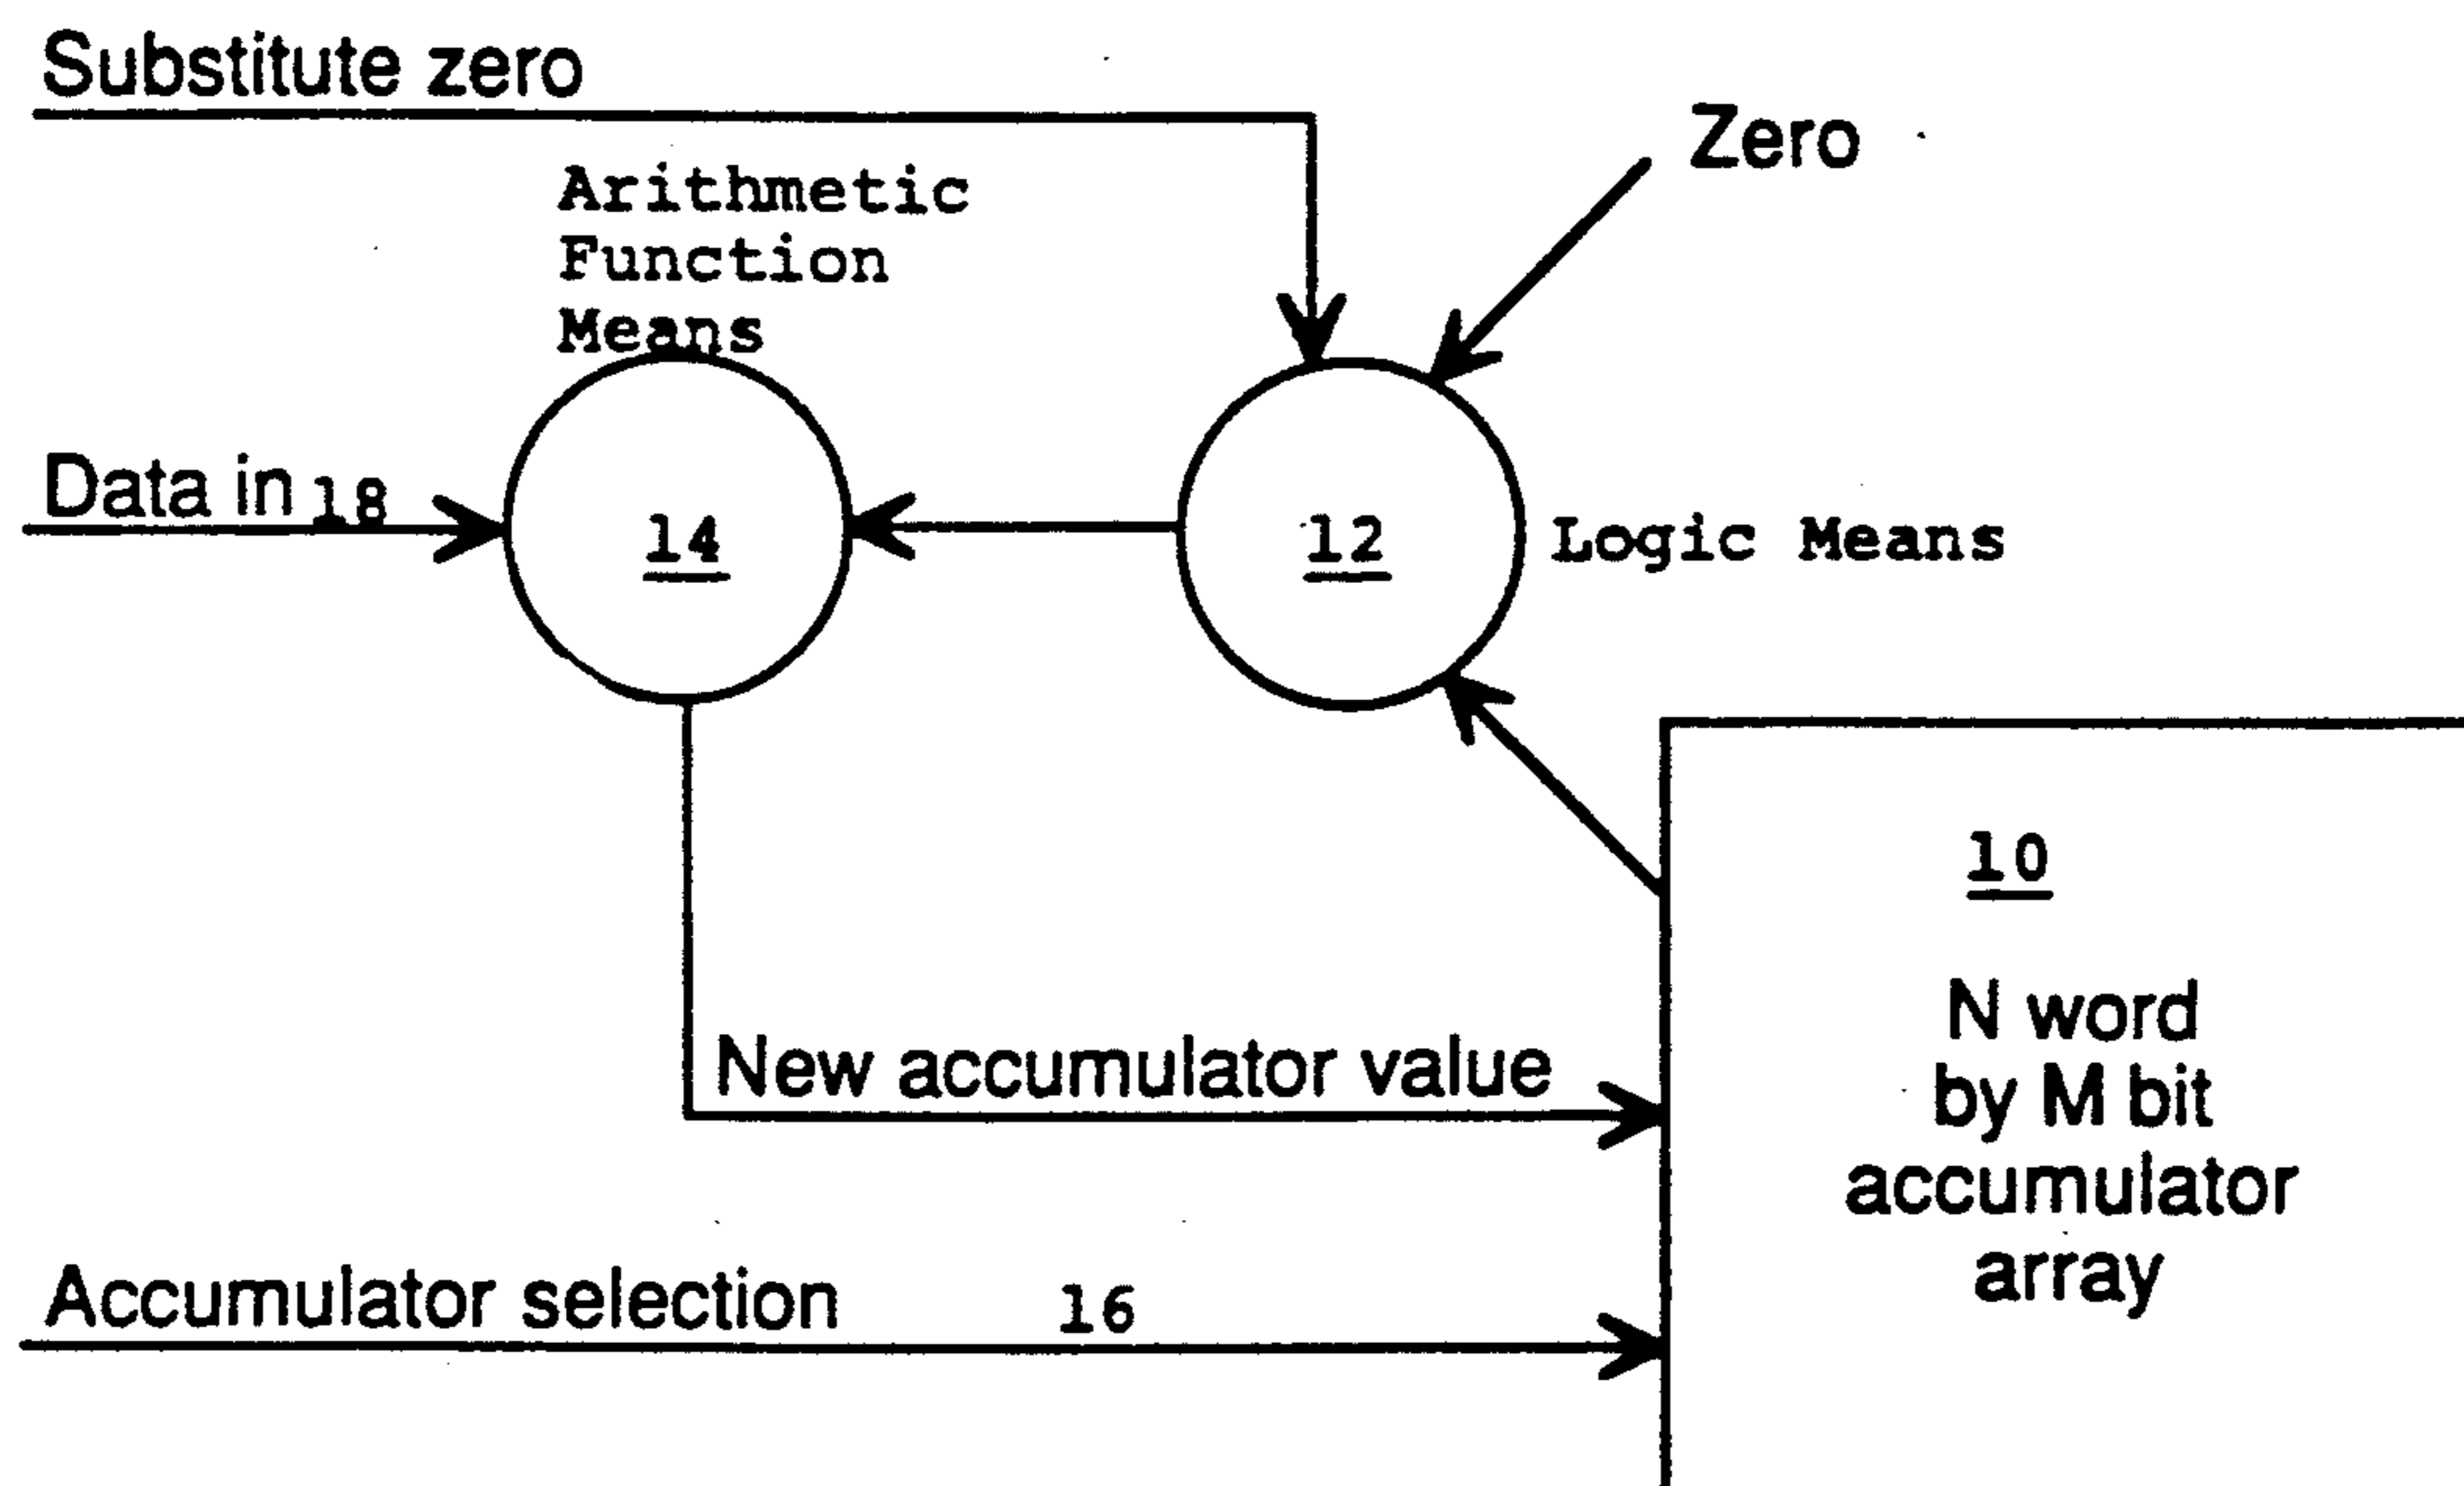 Substitute zero
Zero
Arithmetic
Function
Means
Data in 18
14
12
Logic Means
10
N word
by M bit
accumulator
array
New accumulator value
Accumulator selection 16